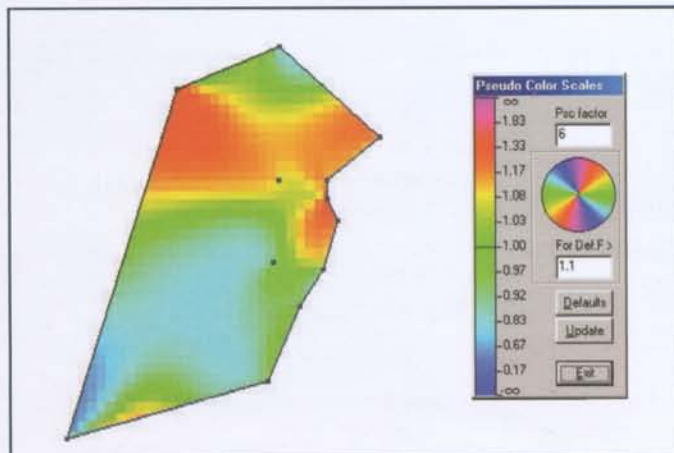 Pseudo Color Scales
∞
1.83
1.33
1.17
1.08
1.03
1.00
0.97
0.92
0.83
0.67
0.17
-∞
Psc factor
6
For Def.F >
1.1
Defaults
Update
Exit